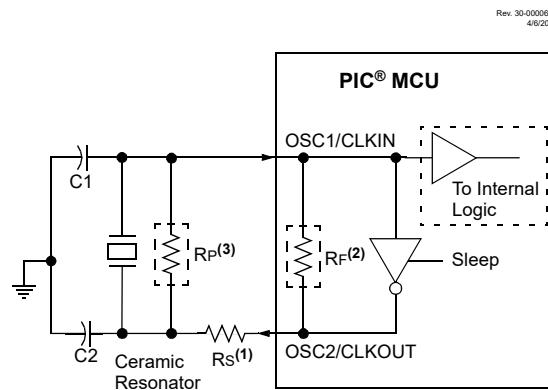 Rev. 30-00006
4/6/20
PIC® MCU
OSC1/CLKIN
C1
To Internal
Logic
RP(3)
RF(2)
Sleep
C2
RS(1)
OSC2/CLKOUT
Ceramic
Resonator